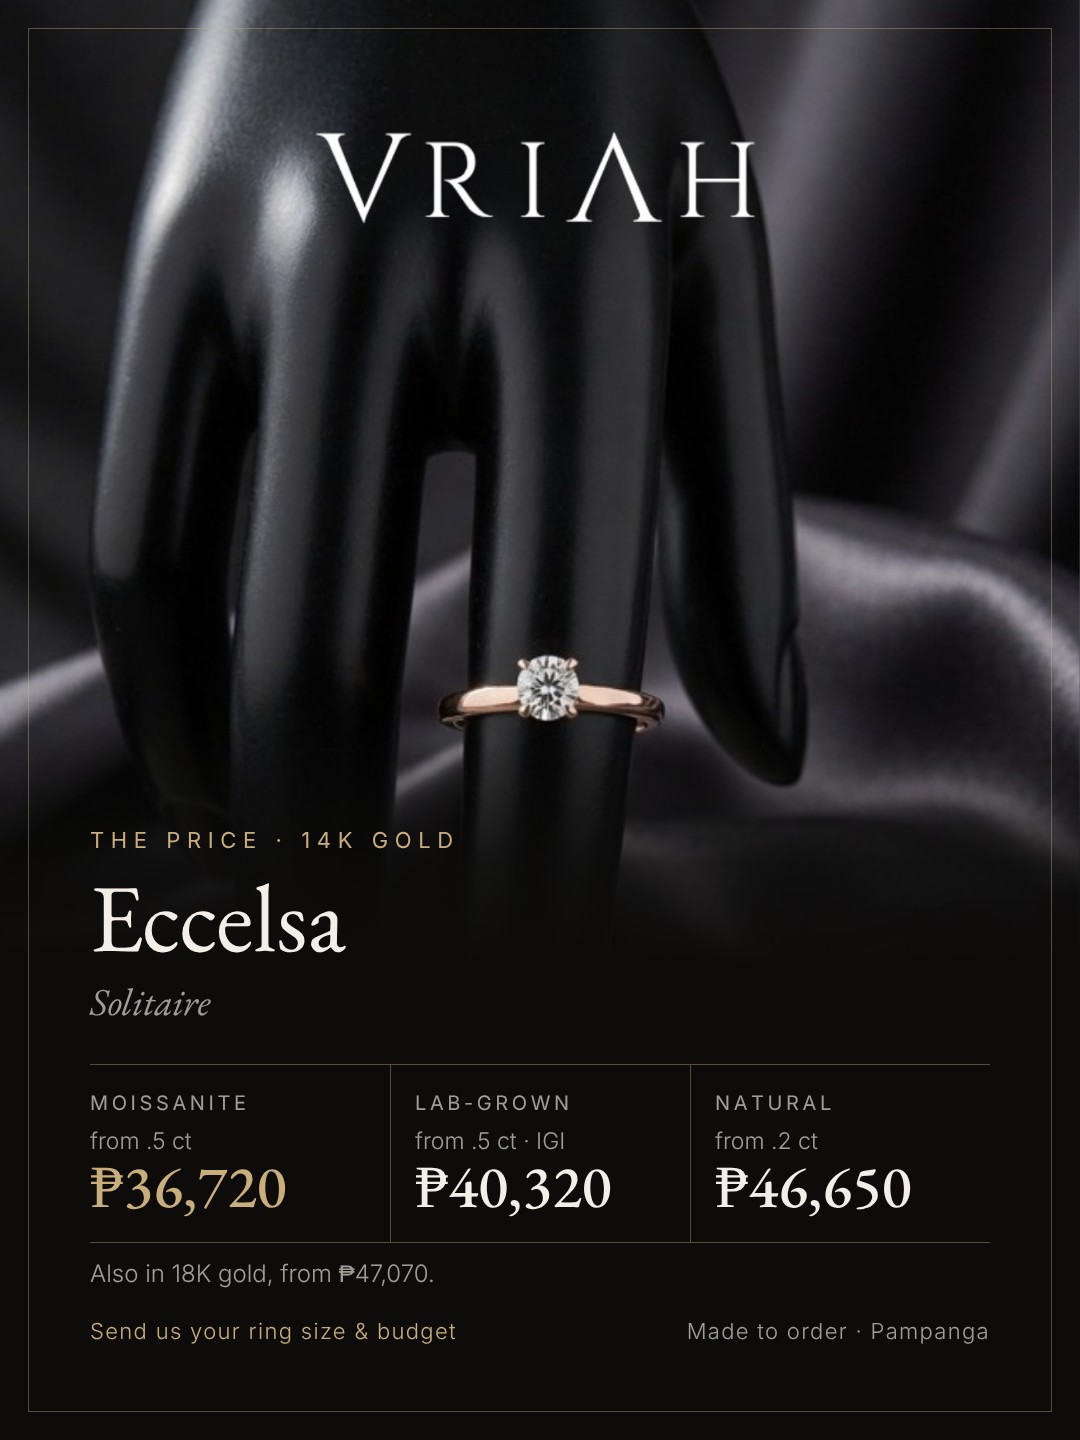 VRIAH
THE PRICE · 14K GOLD
Eccelsa
Solitaire
MOISSANITE
from .5 ct
₱36,720
LAB-GROWN
from .5 ct · IGI
₱40,320
NATURAL
from .2 ct
₱46,650
Also in 18K gold, from ₱47,070.
Send us your ring size & budget
Made to order · Pampanga